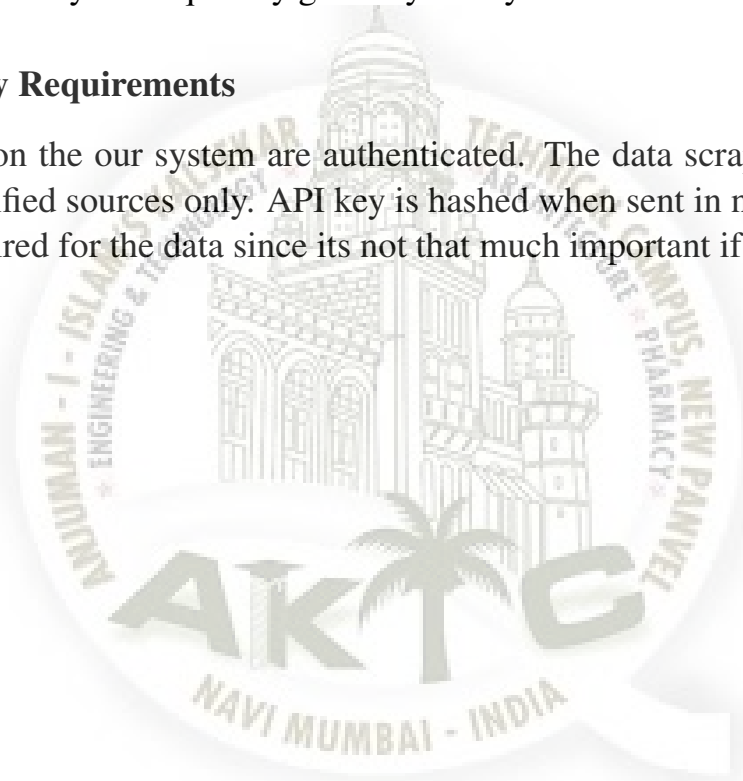 y Requirements
on the our system are authenticated. The data scra
ified sources only. API key is hashed when sent in
ired for the data since its not that much important if
ANJUMAN - I - ISLAM'S KALSEKAR TECHNICAL CAMPUS, NEW PANVEL
ENGINEERING & TECHNOLOGY * ARCHITECTURE * PHARMACY *
AKTC
NAVI MUMBAI - INDIA